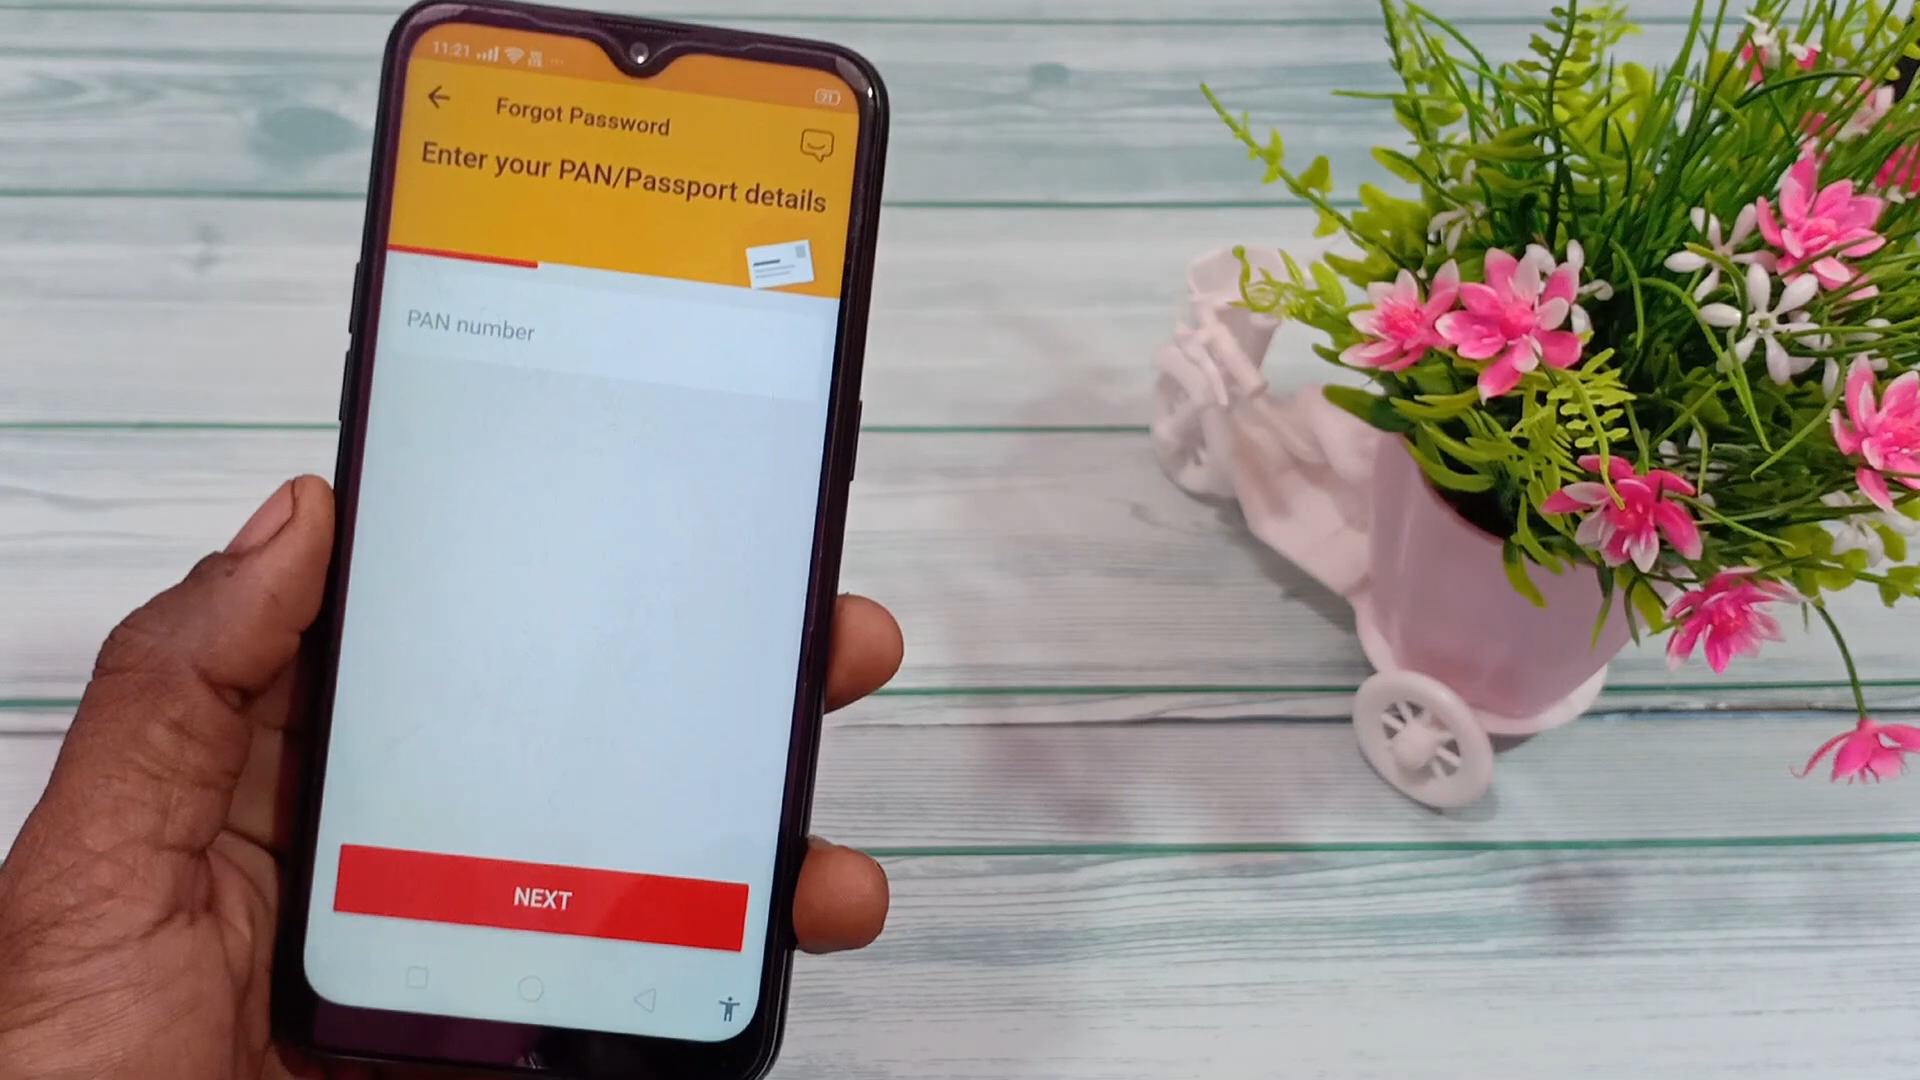 11:21
Forgot Password
Enter your PAN/Passport details
PAN number
NEXT